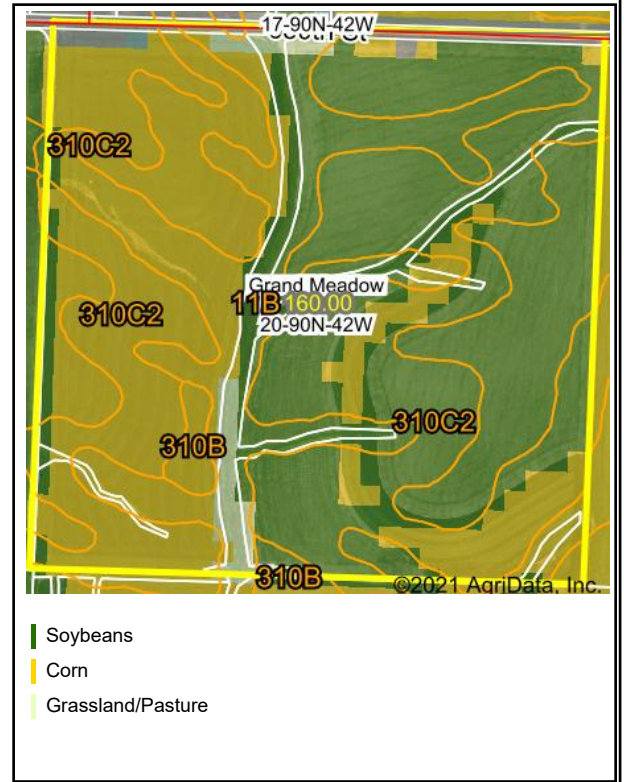 17-90N-42W
310C2
Grand Meadow
11B 160.00
310C2
20-90N-42W
310C2
310B
310B
©2021 AgriData, Inc.
Soybeans
Corn
Grassland/Pasture